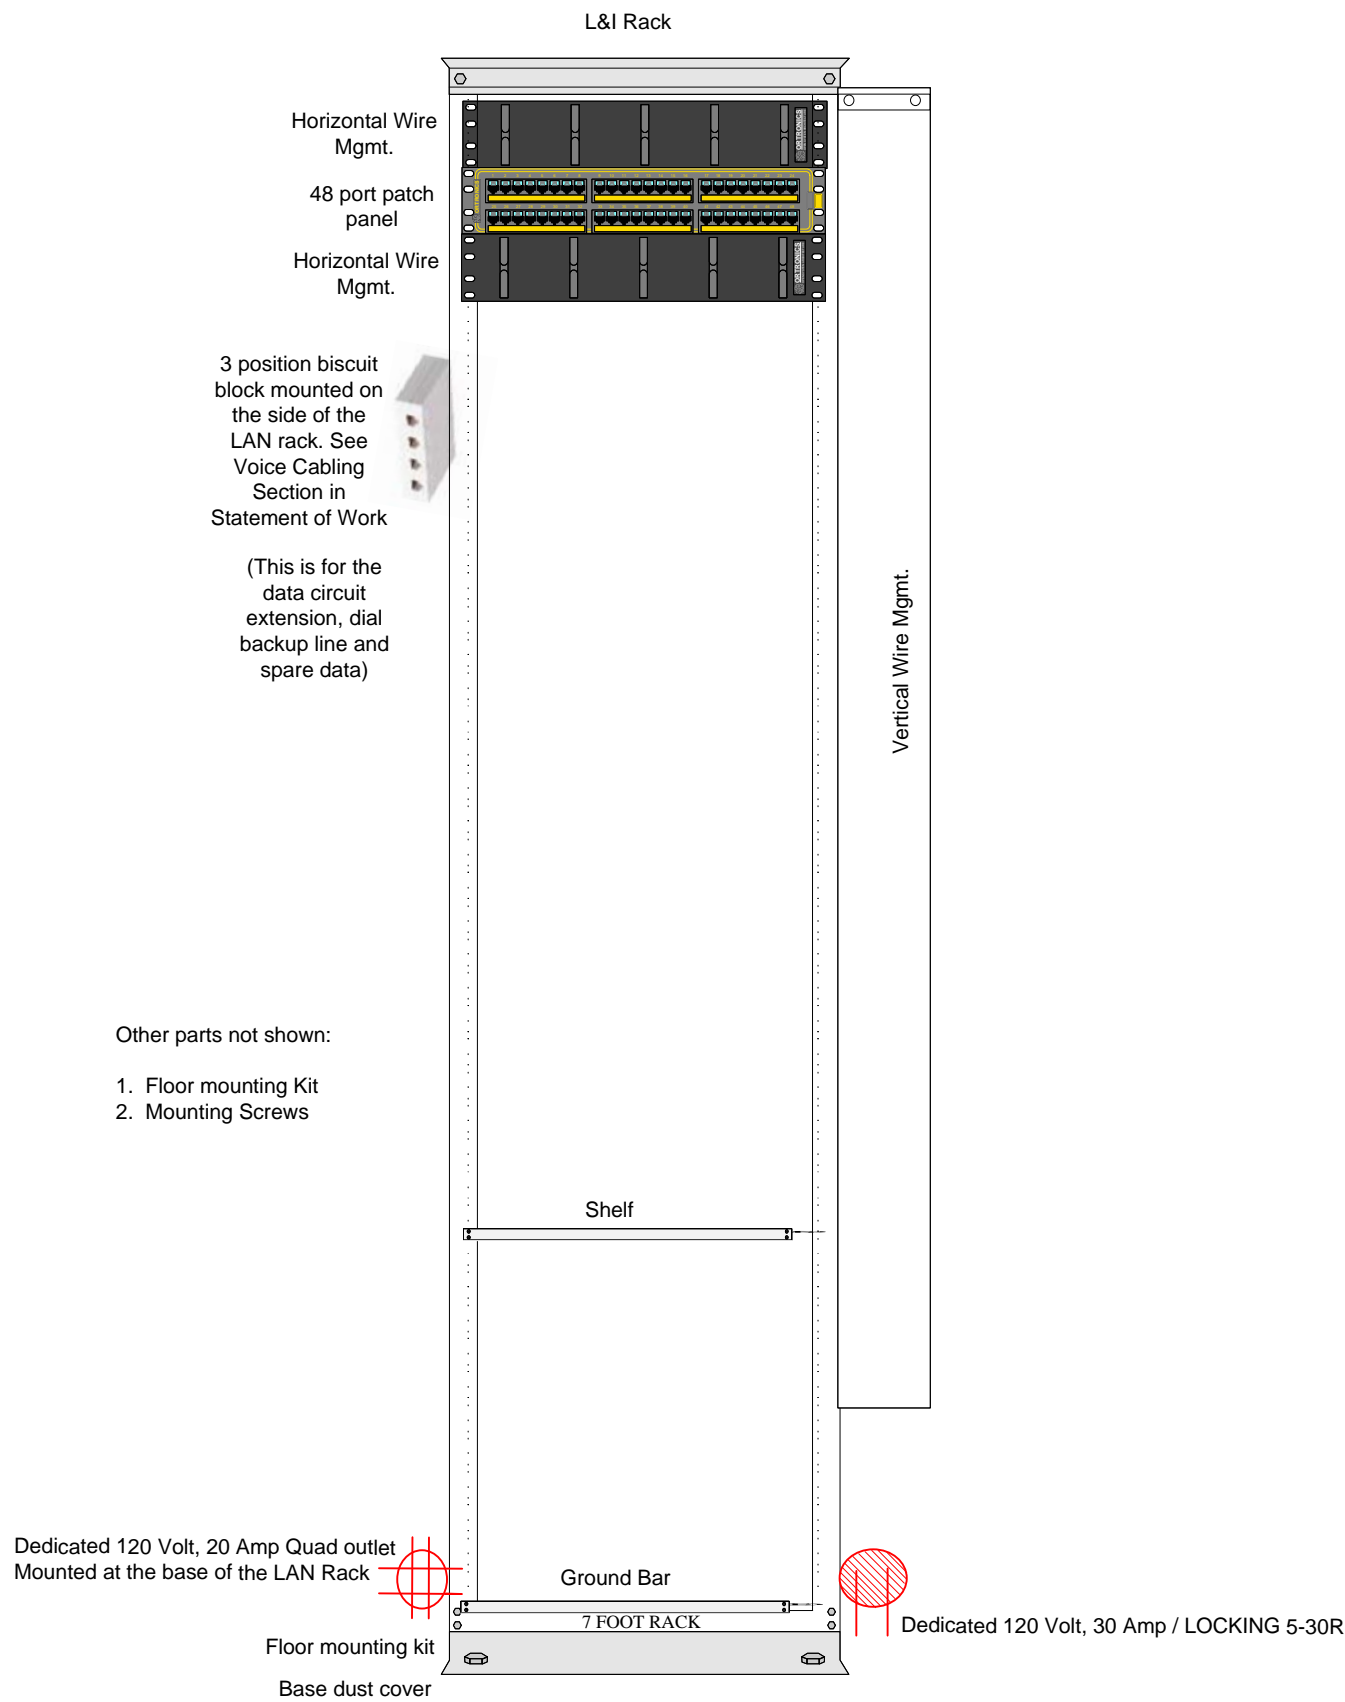 L&I Rack
Horizontal Wire
Mgmt.
ORTRONICS
48 port patch
panel
Horizontal Wire
Mgmt.
ORTRONICS
3 position biscuit
block mounted on
the side of the
LAN rack. See
Voice Cabling
Section in
Statement of Work
(This is for the
data circuit
extension, dial
backup line and
spare data)
Vertical Wire Mgmt.
Other parts not shown:
1. Floor mounting Kit
2. Mounting Screws
Shelf
Dedicated 120 Volt, 20 Amp Quad outlet
Mounted at the base of the LAN Rack
Ground Bar
7 FOOT RACK
Dedicated 120 Volt, 30 Amp / LOCKING 5-30R
Floor mounting kit
Base dust cover